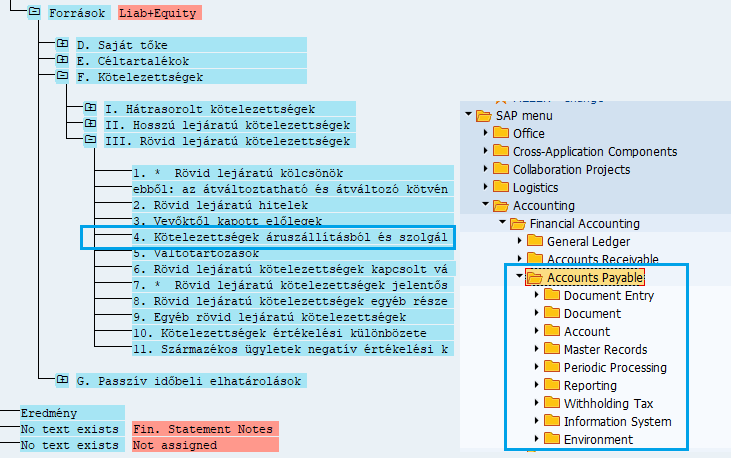 Források Liab+Equity
D. Saját tőke
E. Céltartalékok
F. Kötelezettségek
I. Hátrasorolt kötelezettségek
II. Hosszú lejáratú kötelezettségek
III. Rövid lejáratú kötelezettségek
1. * Rövid lejáratú kölcsönök
ebből: az átváltoztatható és átváltozó kötvén
2. Rövid lejáratú hitelek
3. Vevőktől kapott előlegek
4. Kötelezettségek áruszállításból és szolgál
5. Váltótartozások
6. Rövid lejáratú kötelezettségek kapcsolt vá
7. * Rövid lejáratú kötelezettségek jelentős
8. Rövid lejáratú kötelezettségek egyéb része
9. Egyéb rövid lejáratú kötelezettségek
10. Kötelezettségek értékelési különbözete
11. Származékos ügyletek negatív értékelési k
G. Passzív időbeli elhatárolások
Eredmény
No text exists Fin. Statement Notes
No text exists Not assigned
SAP menu
Office
Cross-Application Components
Collaboration Projects
Logistics
Accounting
Financial Accounting
General Ledger
Accounts Receivable
Accounts Payable
Document Entry
Document
Account
Master Records
Periodic Processing
Reporting
Withholding Tax
Information System
Environment